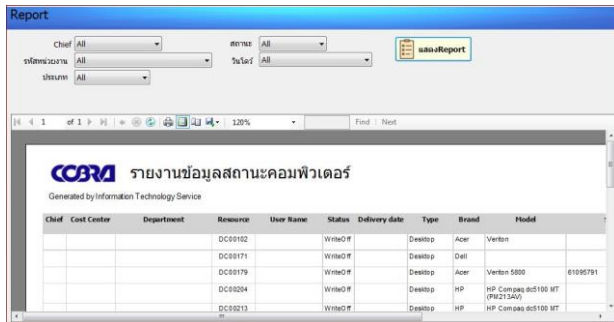 Report
Chief All สถานะ All แสดงReport
รหัสหน่วยงาน All วินโดว์ All
ประเภท All
1 of 1 120% Find | Next
COBRA รายงานข้อมูลสถานะคอมพิวเตอร์
Generated by Information Technology Service
Chief Cost Center Department Resource User Name Status Delivery date Type Brand Model
DC00102 WriteOff Desktop Acer Veriton
DC00171 WriteOff Desktop Dell
DC00179 WriteOff Desktop Acer Veriton 5800 61095791
DC00204 WriteOff Desktop HP HP Compaq dc5100 MT
(PM213AV)
DC00213 WriteOff Desktop HP HP Compaq dc5100 MT